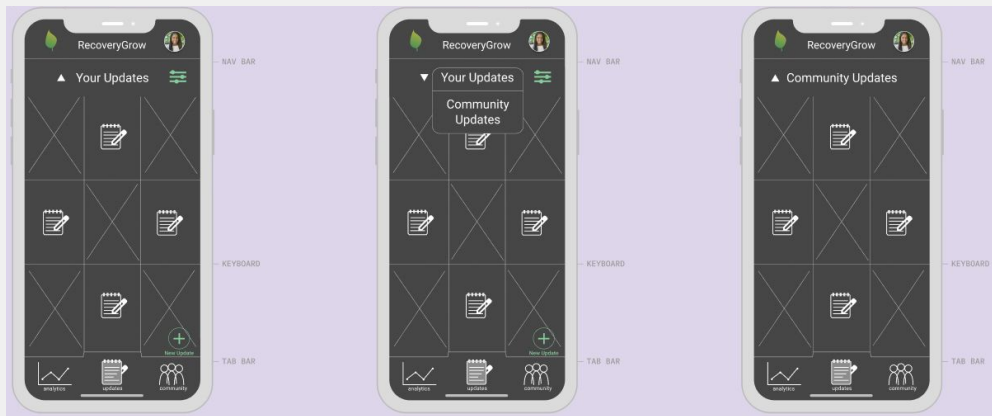 RecoveryGrow
NAV BAR
Your Updates
KEYBOARD
New Update
TAB BAR
analytics
updates
community
RecoveryGrow
NAV BAR
Your Updates
Community
Updates
KEYBOARD
New Update
TAB BAR
analytics
updates
community
RecoveryGrow
NAV BAR
Community Updates
KEYBOARD
TAB BAR
analytics
updates
community